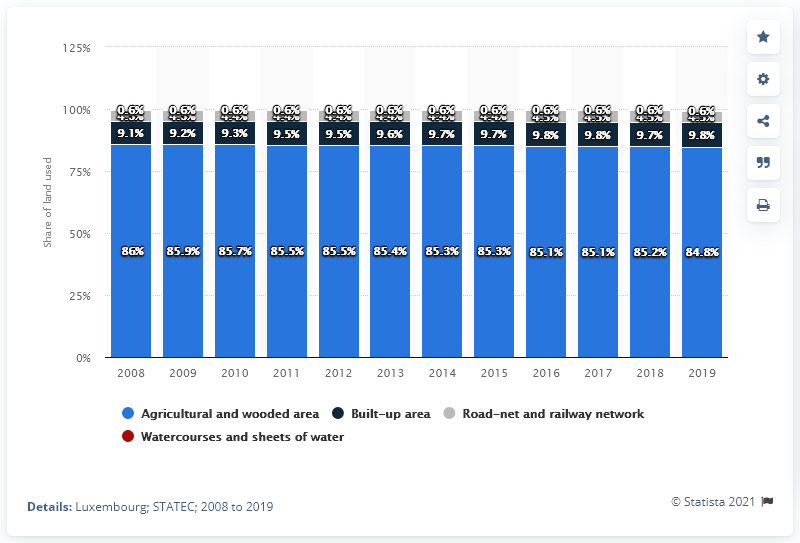 125%
100%
75%
50%
25%
0%
Share of land used
0.6% 0.6% 0.6% 0.6% 0.6% 0.6% 0.6% 0.6% 0.6% 0.6% 0.6% 0.6%
9.1% 9.2% 9.3% 9.5% 9.5% 9.6% 9.7% 9.7% 9.8% 9.8% 9.7% 9.8%
86% 85.9% 85.7% 85.5% 85.5% 85.4% 85.3% 85.3% 85.1% 85.1% 85.2% 84.8%
2008 2009 2010 2011 2012 2013 2014 2015 2016 2017 2018 2019
Agricultural and wooded area Built-up area Road-net and railway network
Watercourses and sheets of water
Details: Luxembourg; STATEC; 2008 to 2019
© Statista 2021